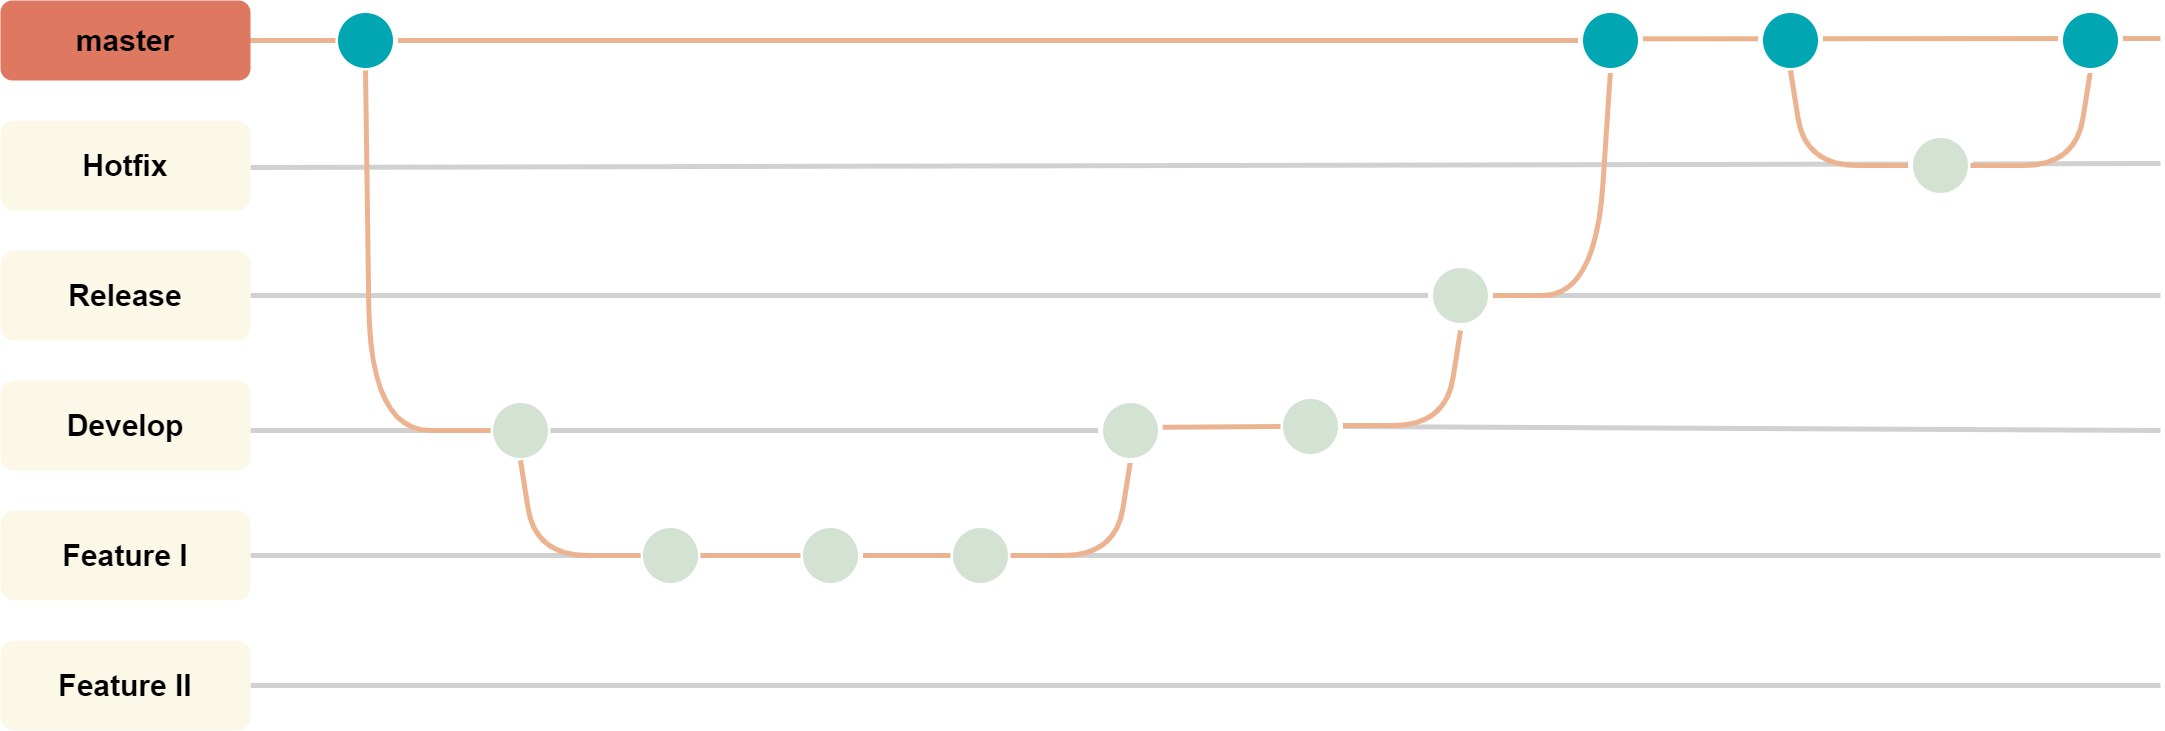 master
Hotfix
Release
Develop
Feature I
Feature II